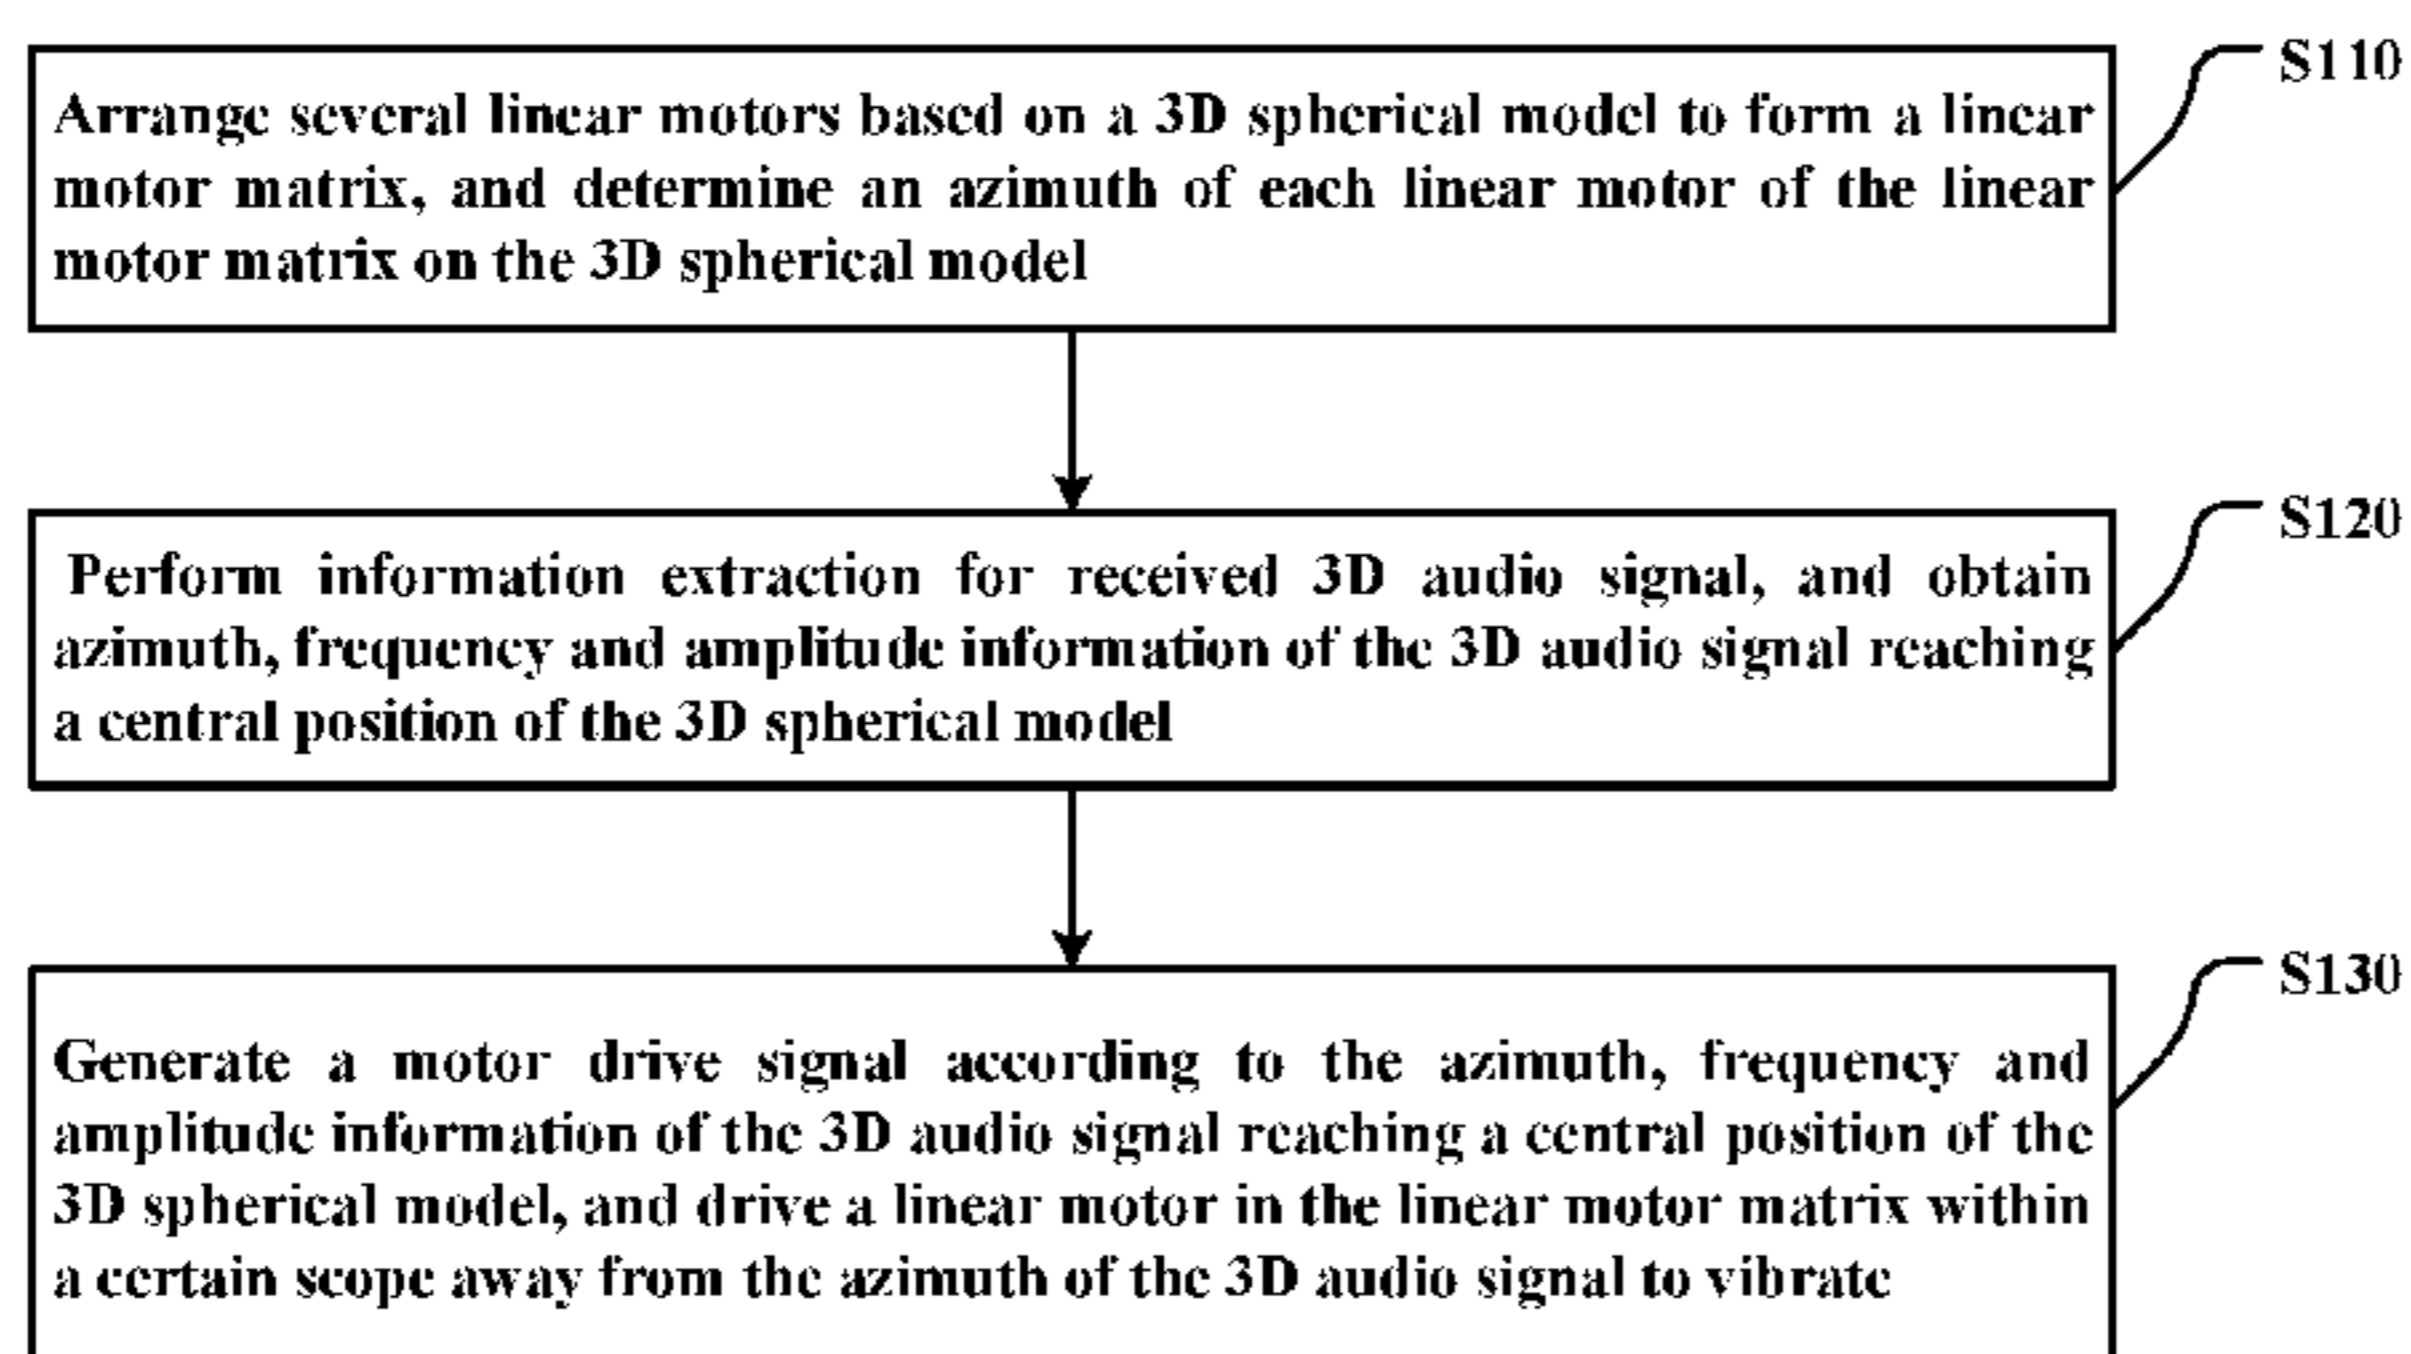 S110
Arrange several linear motors based on a 3D spherical model to form a linear
motor matrix, and determine an azimuth of each linear motor of the linear
motor matrix on the 3D spherical model
S120
Perform information extraction for received 3D audio signal, and obtain
azimuth, frequency and amplitude information of the 3D audio signal reaching
a central position of the 3D spherical model
S130
Generate a motor drive signal according to the azimuth, frequency and
amplitude information of the 3D audio signal reaching a central position of the
3D spherical model, and drive a linear motor in the linear motor matrix within
a certain scope away from the azimuth of the 3D audio signal to vibrate